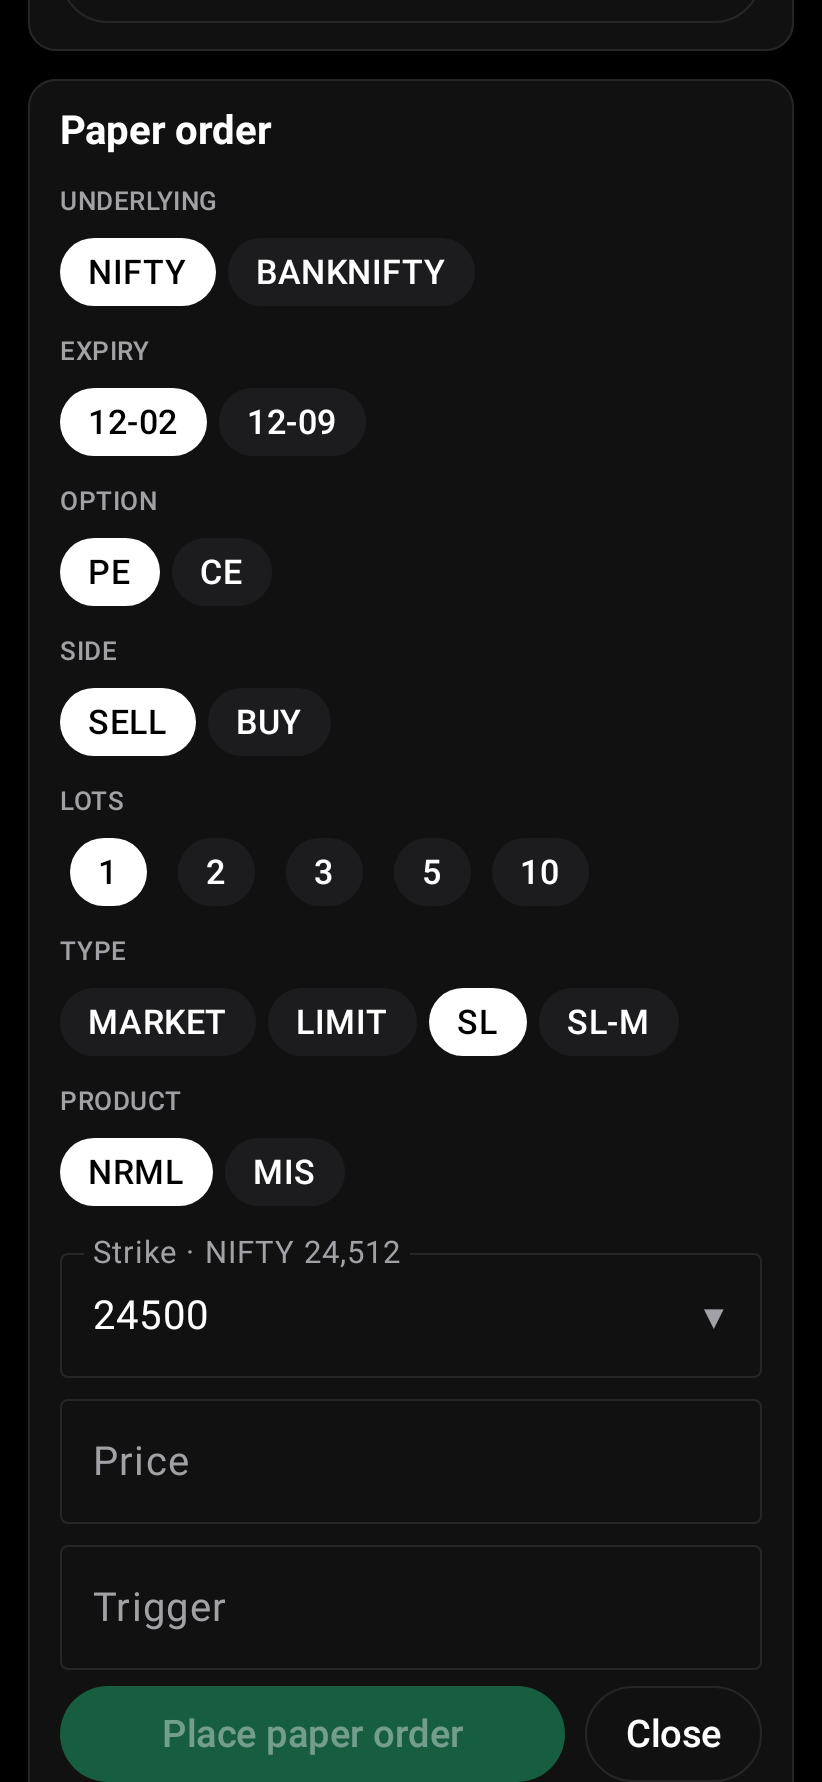 Paper order
UNDERLYING
NIFTY BANKNIFTY
EXPIRY
12-02 12-09
OPTION
PE CE
SIDE
SELL BUY
LOTS
1 2 3 5 10
TYPE
MARKET LIMIT SL SL-M
PRODUCT
NRML MIS
Strike · NIFTY 24,512
24500 ▼
Price
Trigger
Place paper order Close